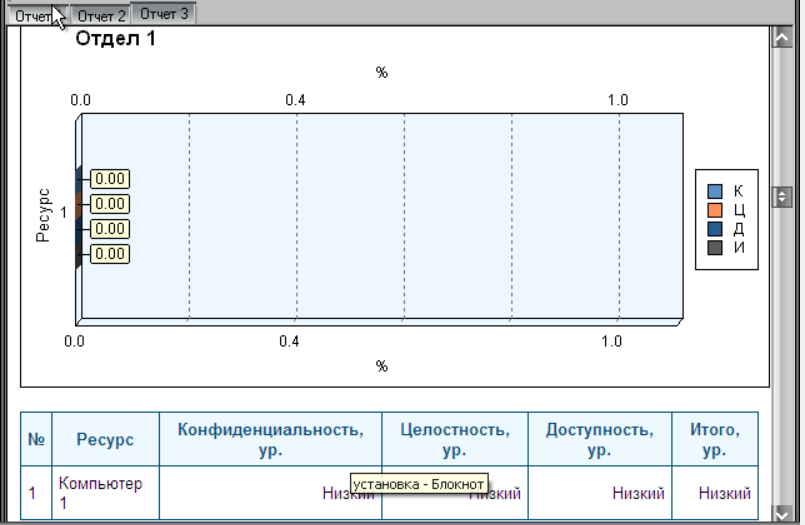 Отчет Отчет 2 Отчет 3
Отдел 1
%
0.0 0.4 1.0
0.00
0.00
0.00
0.00
Ресурс
1
К
Ц
Д
И
0.0 0.4 1.0
%
№ Ресурс Конфиденциальность, ур. Целостность, ур. Доступность, ур. Итого, ур.
1 Компьютер 1 Низкий Низкий Низкий Низкий
установка - Блокнот